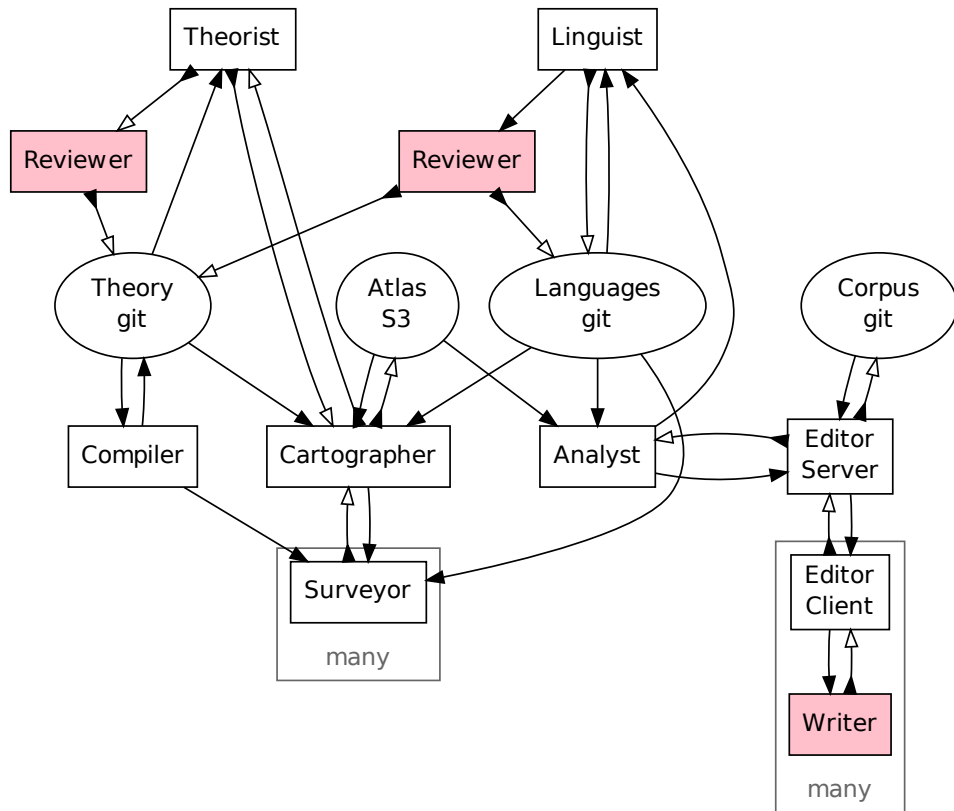 Theorist
Linguist
Reviewer
Reviewer
Theory
git
Atlas
S3
Languages
git
Corpus
git
Compiler
Cartographer
Analyst
Editor
Server
Surveyor
many
Editor
Client
Writer
many